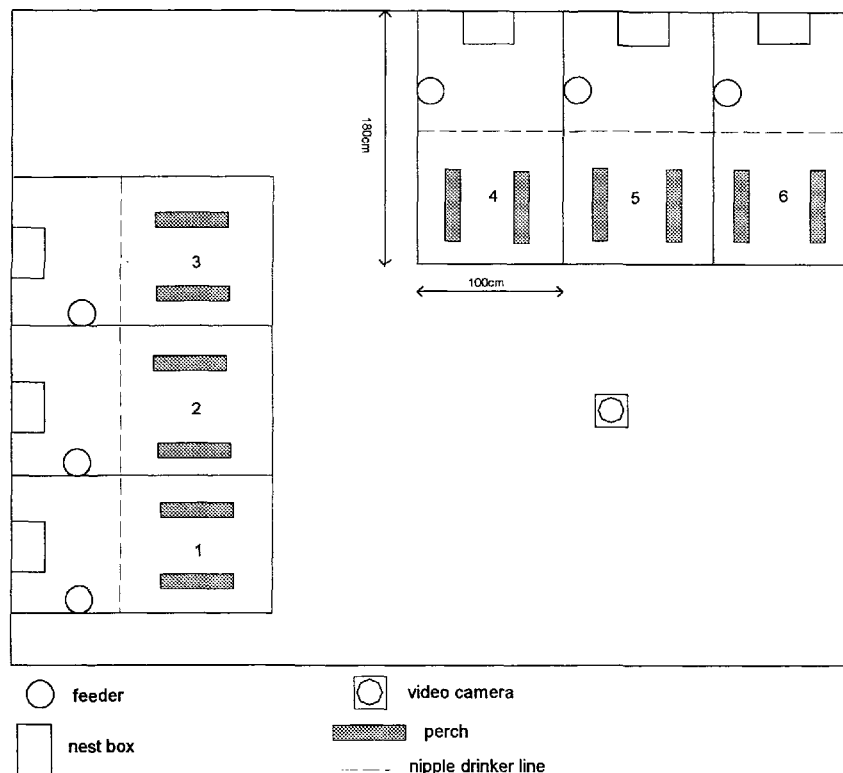 180cm
4
5
6
3
100cm
2
1
feeder
video camera
nest box
perch
nipple drinker line